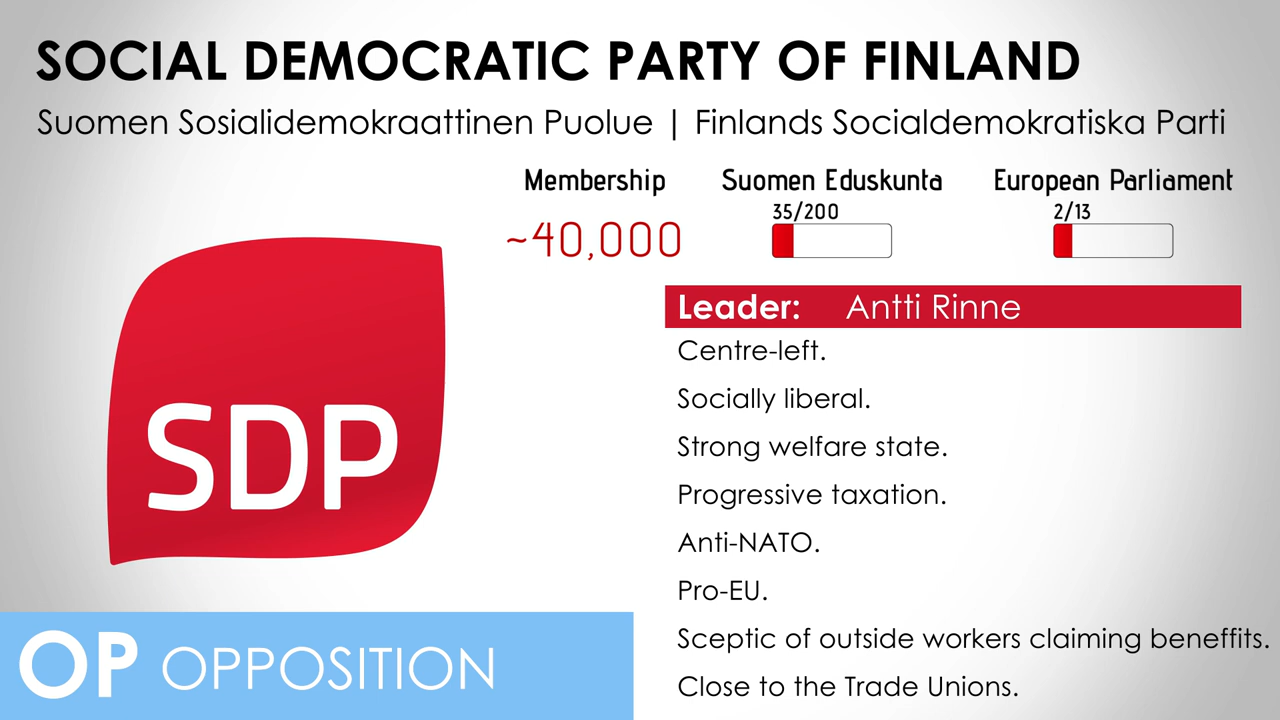 SOCIAL DEMOCRATIC PARTY OF FINLAND
Suomen Sosialidemokraattinen Puolue | Finlands Socialdemokratiska Parti
Membership
~40,000
Suomen Eduskunta
35/200
European Parliament
2/13
SDP
Leader: Antti Rinne
Centre-left.
Socially liberal.
Strong welfare state.
Progressive taxation.
Anti-NATO.
Pro-EU.
Sceptic of outside workers claiming beneffits.
Close to the Trade Unions.
OP OPPOSITION